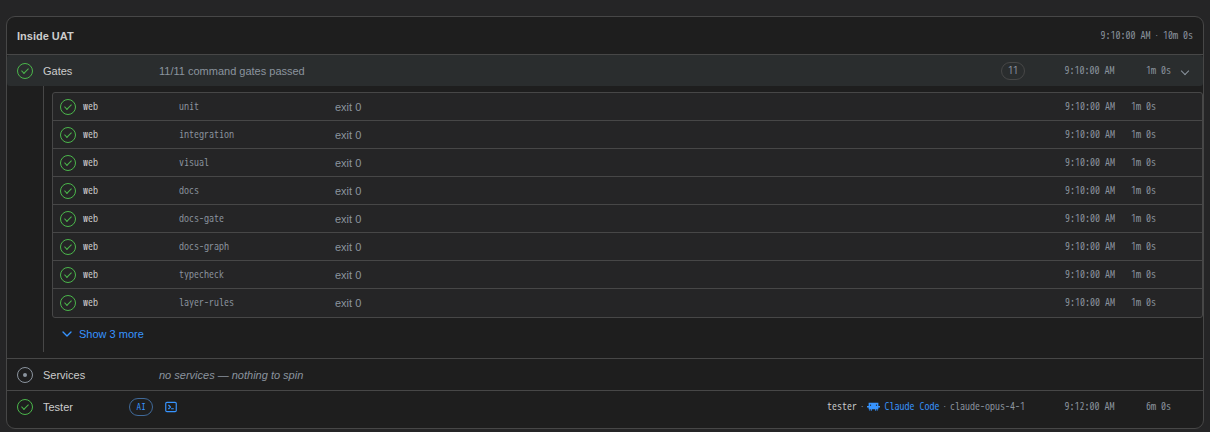 Inside UAT 9:10:00 AM · 10m 0s
Gates 11/11 command gates passed 11 9:10:00 AM 1m 0s
web unit exit 0 9:10:00 AM 1m 0s
web integration exit 0 9:10:00 AM 1m 0s
web visual exit 0 9:10:00 AM 1m 0s
web docs exit 0 9:10:00 AM 1m 0s
web docs-gate exit 0 9:10:00 AM 1m 0s
web docs-graph exit 0 9:10:00 AM 1m 0s
web typecheck exit 0 9:10:00 AM 1m 0s
web layer-rules exit 0 9:10:00 AM 1m 0s
Show 3 more
Services no services — nothing to spin
Tester AI tester · Claude Code · claude-opus-4-1 9:12:00 AM 6m 0s